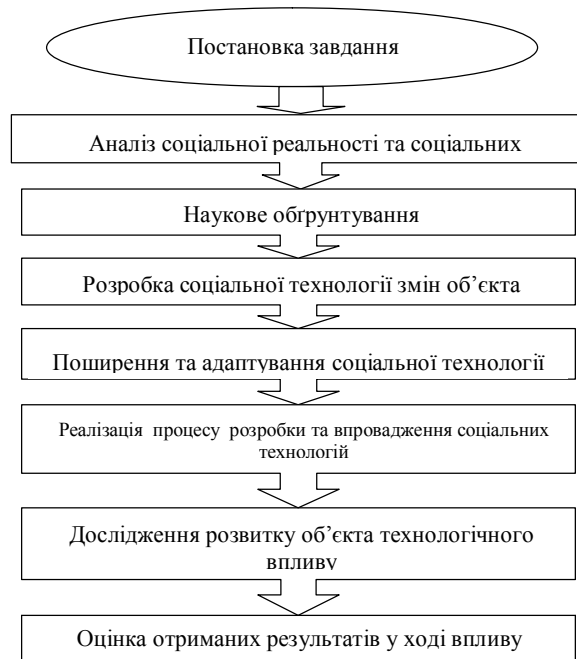 Постановка завдання
Аналіз соціальної реальності та соціальних
Наукове обґрунтування
Розробка соціальної технології змін об’єкта
Поширення та адаптування соціальної технології
Реалізація процесу розробки та впровадження соціальних
технологій
Дослідження розвитку об’єкта технологічного
впливу
Оцінка отриманих результатів у ході впливу